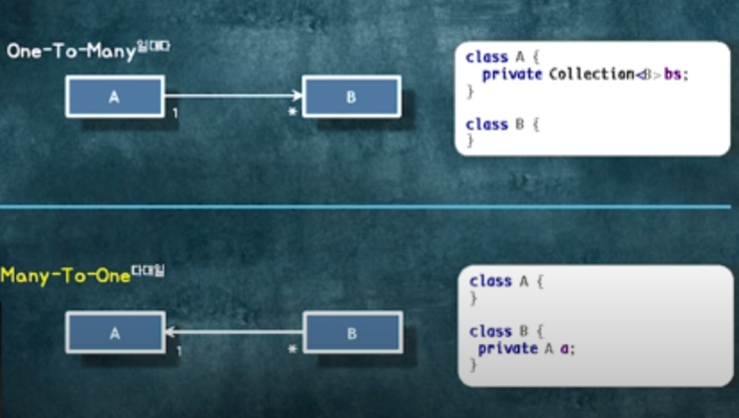 One-To-Many일대다
A
B
1
*
class A {
private Collection<B> bs;
}
class B {
}
Many-To-One다대일
A
B
1
*
class A {
}
class B {
private A a;
}